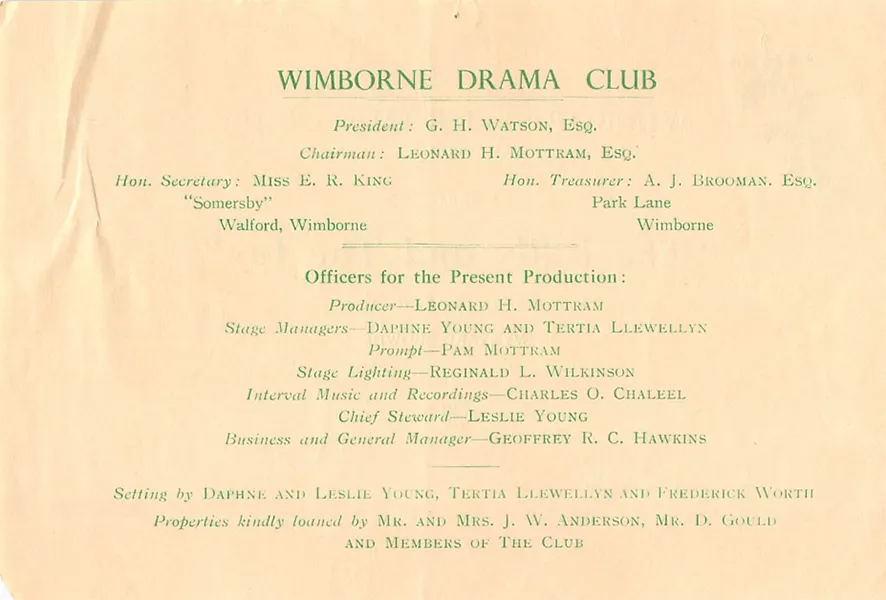 WIMBORNE DRAMA CLUB
President: G. H. WATSON, ESQ.
Chairman: LEONARD H. MOTTRAM, ESQ.
Hon. Secretary: MISS E. R. KING Hon. Treasurer: A. J. BROOMAN. ESQ.
"Somersby" Park Lane
Walford, Wimborne Wimborne
Officers for the Present Production:
Producer—LEONARD H. MOTTRAM
Stage Managers—DAPHNE YOUNG AND TERTIA LLEWELLYN
Prompt—PAM MOTTRAM
Stage Lighting—REGINALD L. WILKINSON
Interval Music and Recordings—CHARLES O. CHALEEL
Chief Steward—LESLIE YOUNG
Business and General Manager—GEOFFREY R. C. HAWKINS
Setting by DAPHNE AND LESLIE YOUNG, TERTIA LLEWELLYN AND FREDERICK WORTH
Properties kindly loaned by MR. AND MRS. J. W. ANDERSON, MR. D. GOULD
AND MEMBERS OF THE CLUB